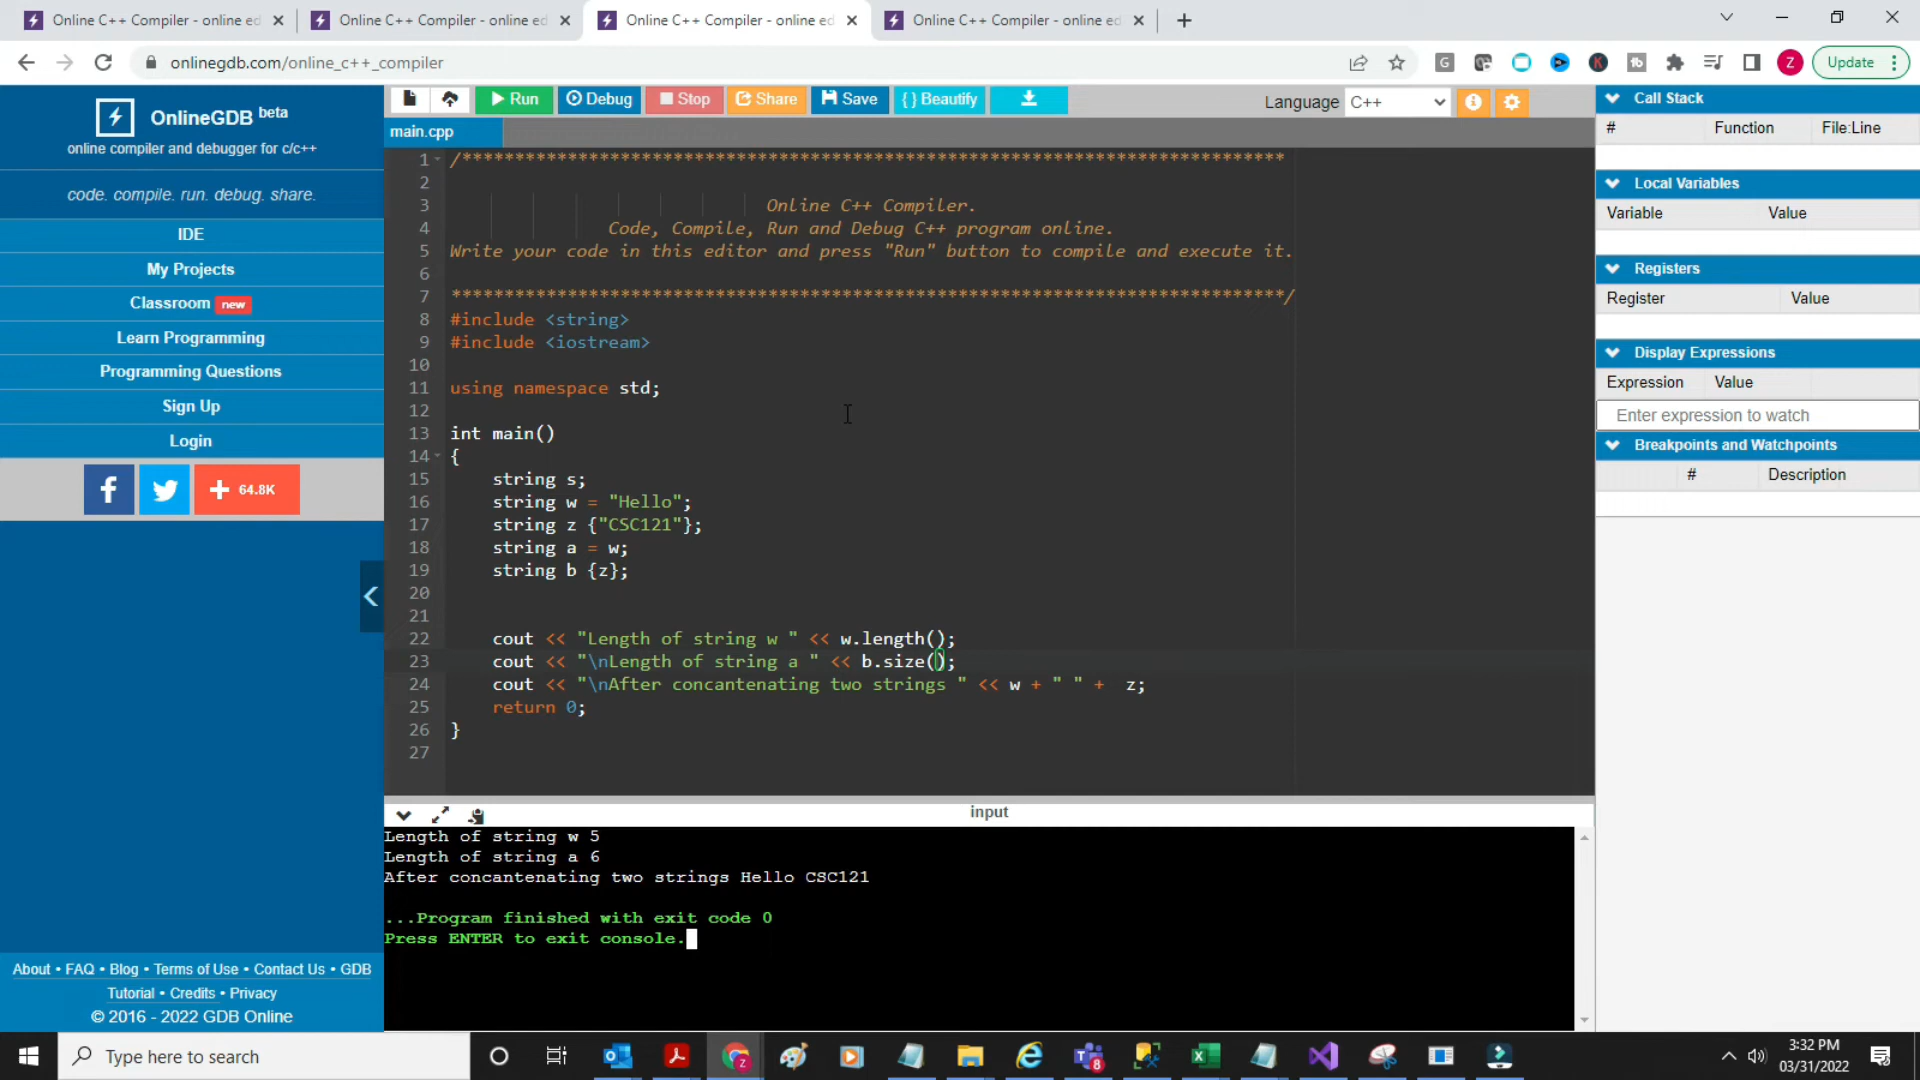 Online C++ Compiler - online ed
Online C++ Compiler - online ed
Online C++ Compiler - online ed
Online C++ Compiler - online ed
onlinegdb.com/online_c++_compiler
Update
OnlineGDB beta
online compiler and debugger for c/c++
code. compile. run. debug. share.
IDE
My Projects
Classroom new
Learn Programming
Programming Questions
Sign Up
Login
64.8K
About • FAQ • Blog • Terms of Use • Contact Us • GDB
Tutorial • Credits • Privacy
© 2016 - 2022 GDB Online
Run Debug Stop Share Save { } Beautify
Language C++
main.cpp
1 /******************************************************************************
2
3 Online C++ Compiler.
4 Code, Compile, Run and Debug C++ program online.
5 Write your code in this editor and press "Run" button to compile and execute it.
6
7 *******************************************************************************/
8 #include <string>
9 #include <iostream>
10
11 using namespace std;
12
13 int main()
14 {
15 string s;
16 string w = "Hello";
17 string z {"CSC121"};
18 string a = w;
19 string b {z};
20
21
22 cout << "Length of string w " << w.length();
23 cout << "\nLength of string a " << b.size();
24 cout << "\nAfter concantenating two strings " << w + " " + z;
25 return 0;
26 }
27
input
Length of string w 5
Length of string a 6
After concantenating two strings Hello CSC121
...Program finished with exit code 0
Press ENTER to exit console.
Call Stack
# Function File:Line
Local Variables
Variable Value
Registers
Register Value
Display Expressions
Expression Value
Enter expression to watch
Breakpoints and Watchpoints
# Description
Type here to search
3:32 PM
03/31/2022